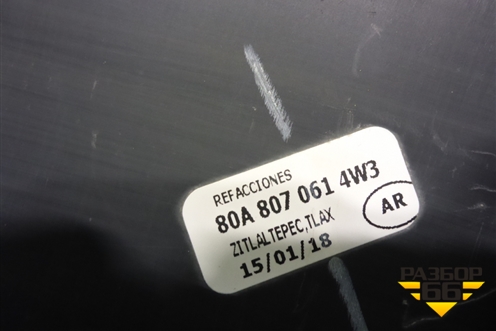 REFACCIONES
80A 807 061 4W3
AR
ZITLALTEPEC,TLAX
15/01/18
РАЗБОР
66